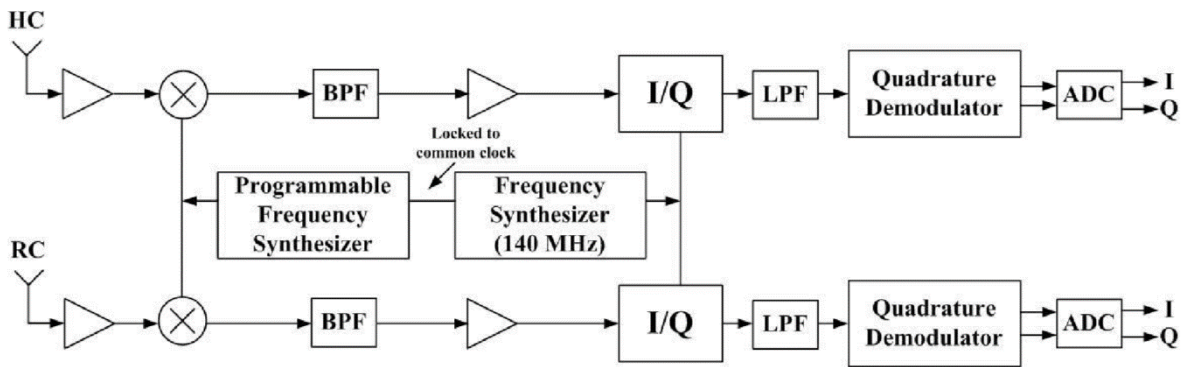 HC
BPF
I/Q
LPF
Quadrature
Demodulator
ADC
I
Q
Locked to
common clock
Programmable
Frequency
Synthesizer
Frequency
Synthesizer
(140 MHz)
RC
BPF
I/Q
LPF
Quadrature
Demodulator
ADC
I
Q